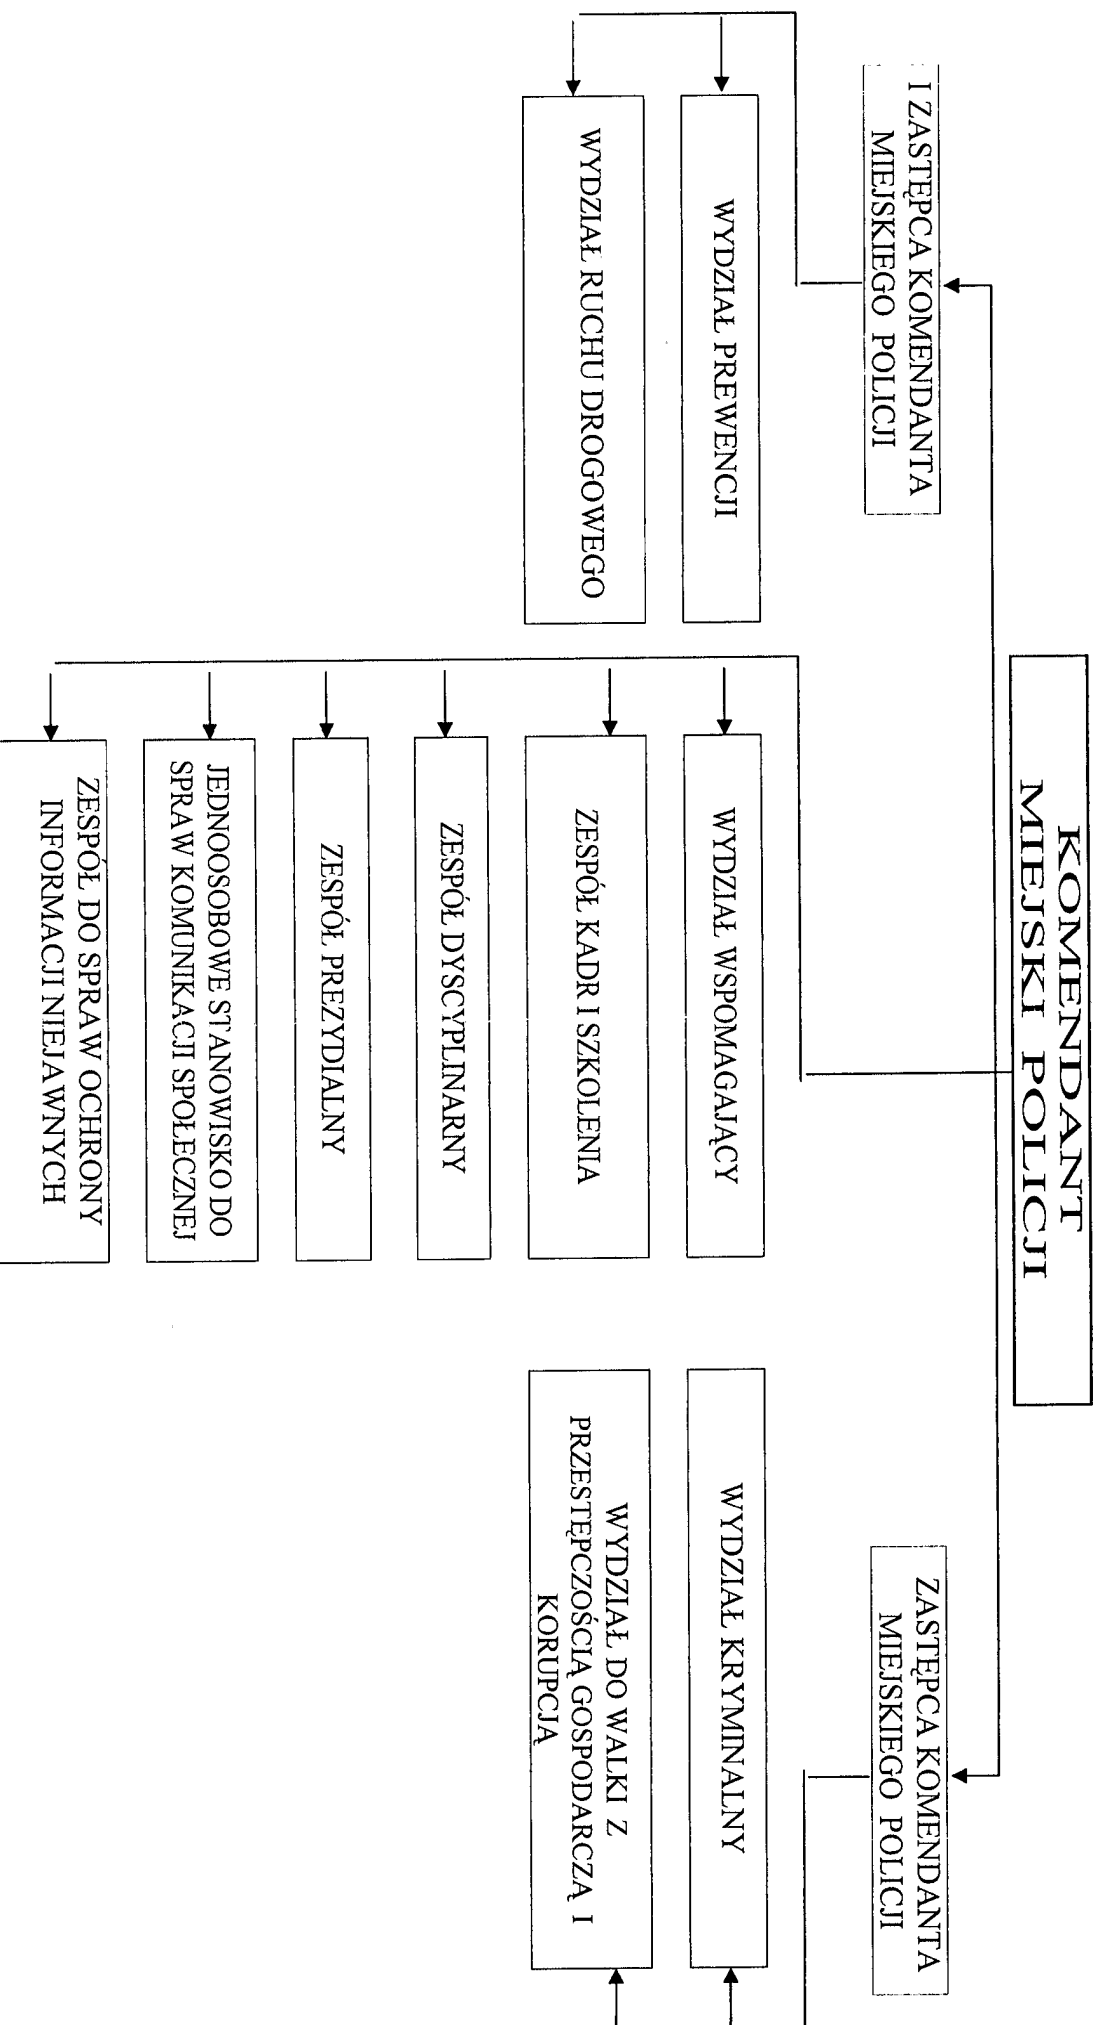 KOMENDANT
MIEJSKI POLICJI
I ZASTĘPCA KOMENDANTA
MIEJSKIEGO POLICJI
ZASTĘPCA KOMENDANTA
MIEJSKIEGO POLICJI
WYDZIAŁ PREWENCJI
WYDZIAŁ RUCHU DROGOWEGO
WYDZIAŁ WSPOMAGAJĄCY
ZESPÓŁ KADR I SZKOLENIA
ZESPÓŁ DYSCYPLINARNY
ZESPÓŁ PREZYDIALNY
JEDNOOSOBOWE STANOWISKO DO
SPRAW KOMUNIKACJI SPOŁECZNEJ
ZESPÓŁ DO SPRAW OCHRONY
INFORMACJI NIEJAWNYCH
WYDZIAŁ KRYMINALNY
WYDZIAŁ DO WALKI Z
PRZESTĘPCZOŚCIĄ GOSPODARCZĄ I
KORUPCJĄ